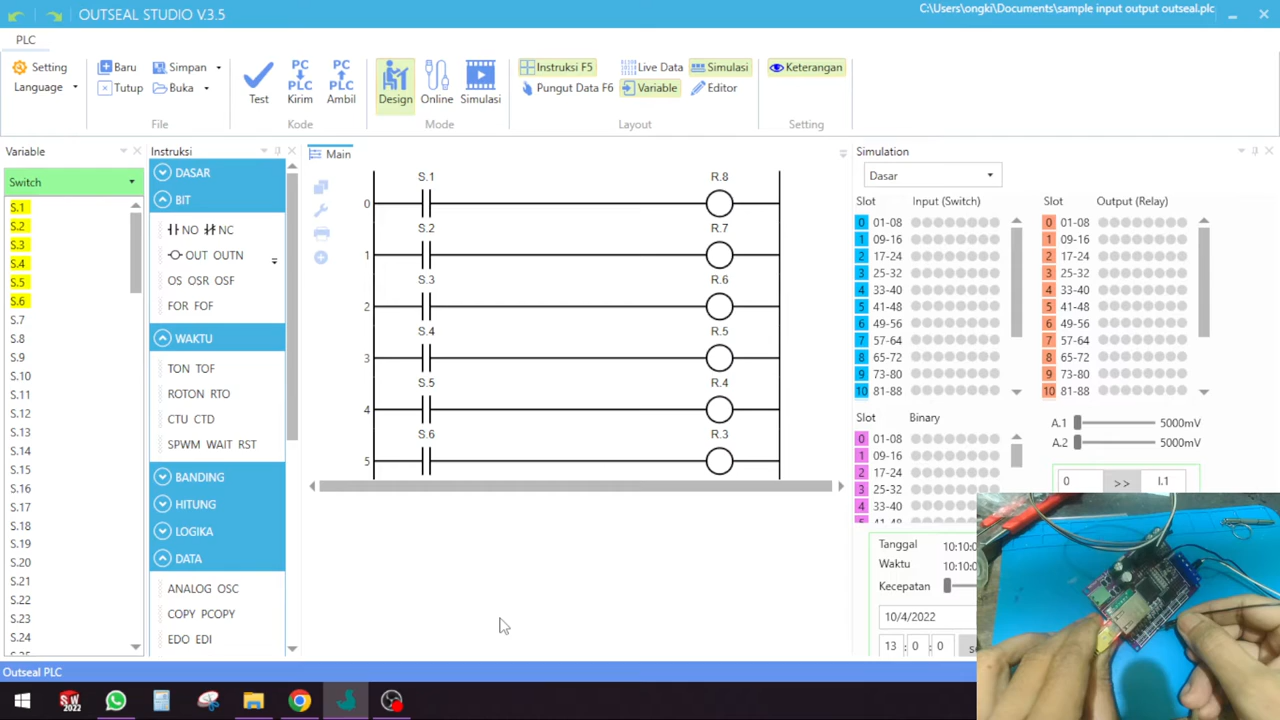 OUTSEAL STUDIO V.3.5
C:\Users\ongki\Documents\sample input output outseal.plc
PLC
Setting
Language
Baru
Tutup
Simpan
Buka
File
Test
PC PLC
Kirim
PC PLC
Ambil
Kode
Design
Online
Simulasi
Mode
Instruksi F5
Pungut Data F6
Live Data
Variable
Simulasi
Editor
Layout
Keterangan
Setting
Variable
Switch
S.1
S.2
S.3
S.4
S.5
S.6
S.7
S.8
S.9
S.10
S.11
S.12
S.13
S.14
S.15
S.16
S.17
S.18
S.19
S.20
S.21
S.22
S.23
S.24
Instruksi
DASAR
BIT
NO NC
OUT OUTN
OS OSR OSF
FOR FOF
WAKTU
TON TOF
ROTON RTO
CTU CTD
SPWM WAIT RST
BANDING
HITUNG
LOGIKA
DATA
ANALOG OSC
COPY PCOPY
EDO EDI
Main
S.1 R.8
0
S.2 R.7
1
S.3 R.6
2
S.4 R.5
3
S.5 R.4
4
S.6 R.3
5
Simulation
Dasar
Slot Input (Switch)
0 01-08
1 09-16
2 17-24
3 25-32
4 33-40
5 41-48
6 49-56
7 57-64
8 65-72
9 73-80
10 81-88
Slot Output (Relay)
0 01-08
1 09-16
2 17-24
3 25-32
4 33-40
5 41-48
6 49-56
7 57-64
8 65-72
9 73-80
10 81-88
Slot Binary
0 01-08
1 09-16
2 17-24
3 25-32
4 33-40
A.1 5000mV
A.2 5000mV
0 >> I.1
Tanggal 10:10:0
Waktu 10:10:0
Kecepatan
10/4/2022
13 : 0 : 0
Outseal PLC
SW
2022